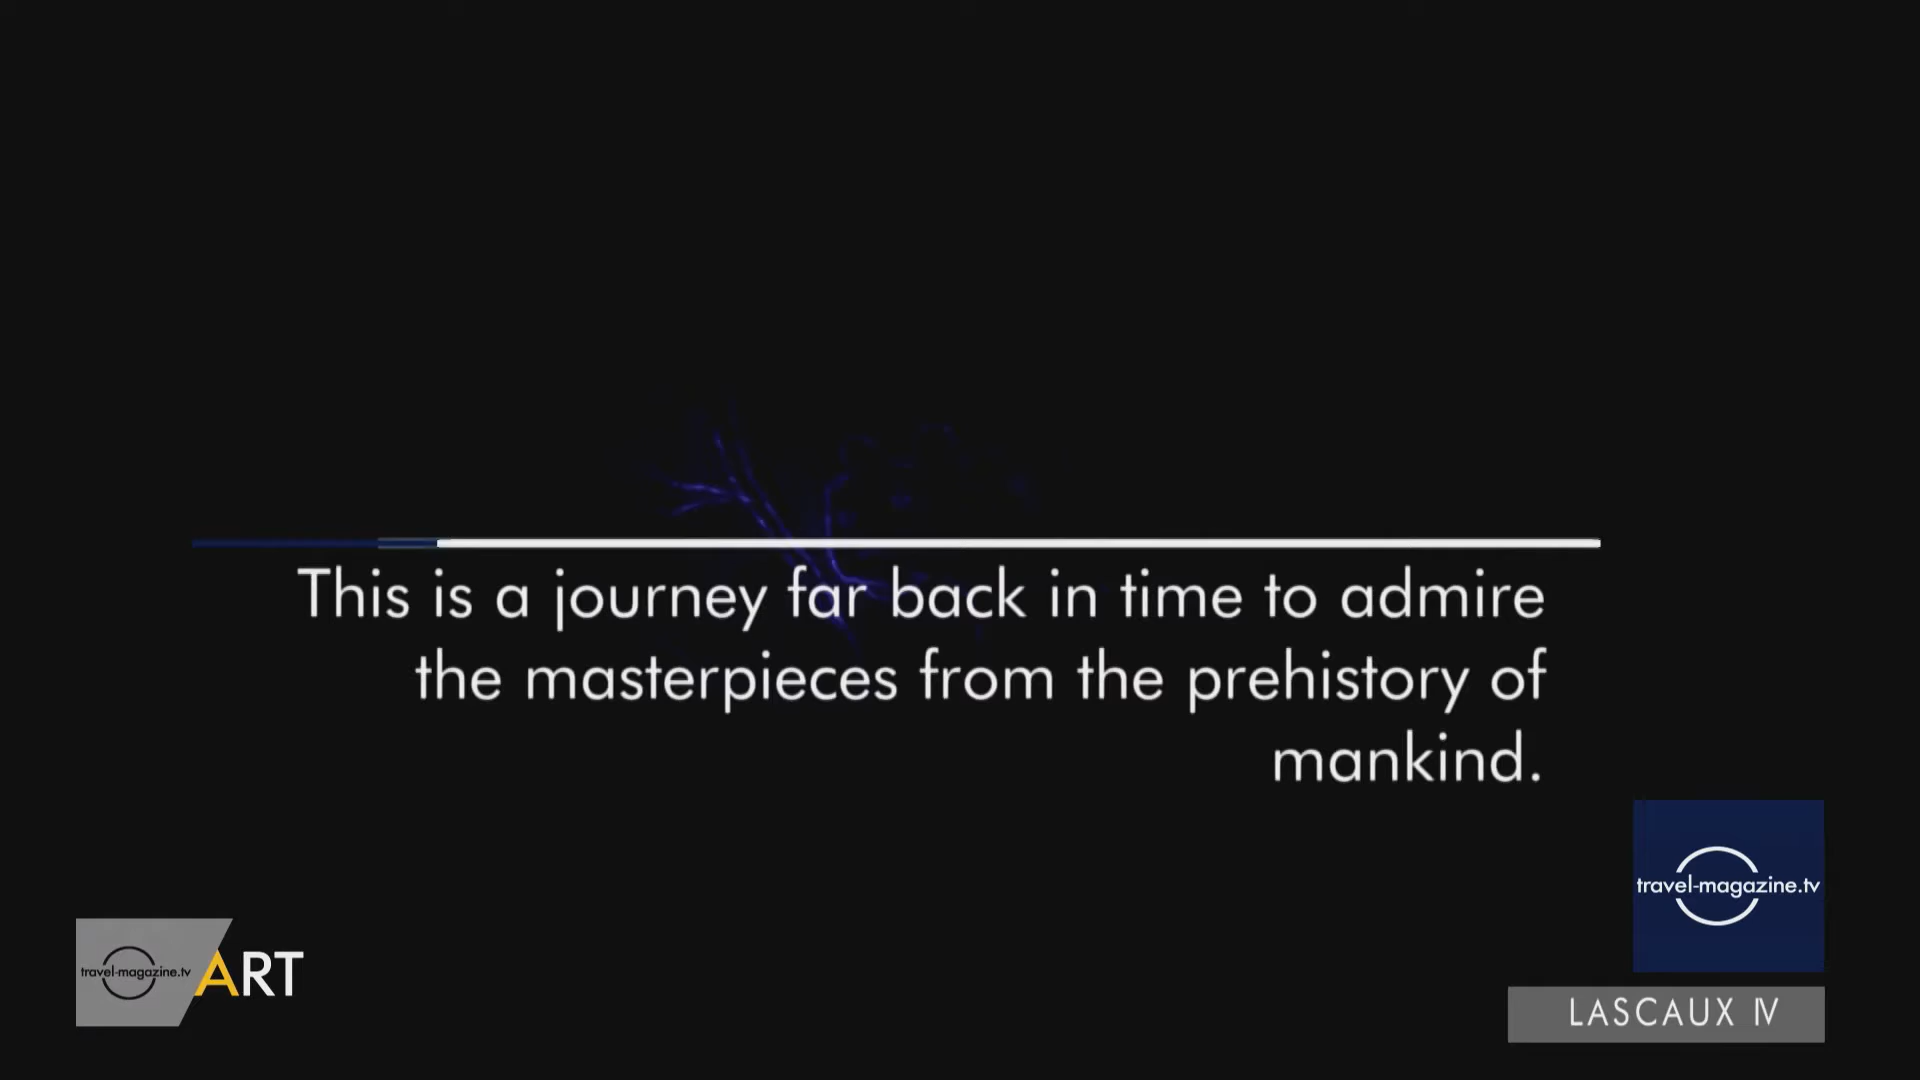 This is a journey far back in time to admire
the masterpieces from the prehistory of
mankind.
travel-magazine.tv
travel-magazine.tv ART
LASCAUX IV